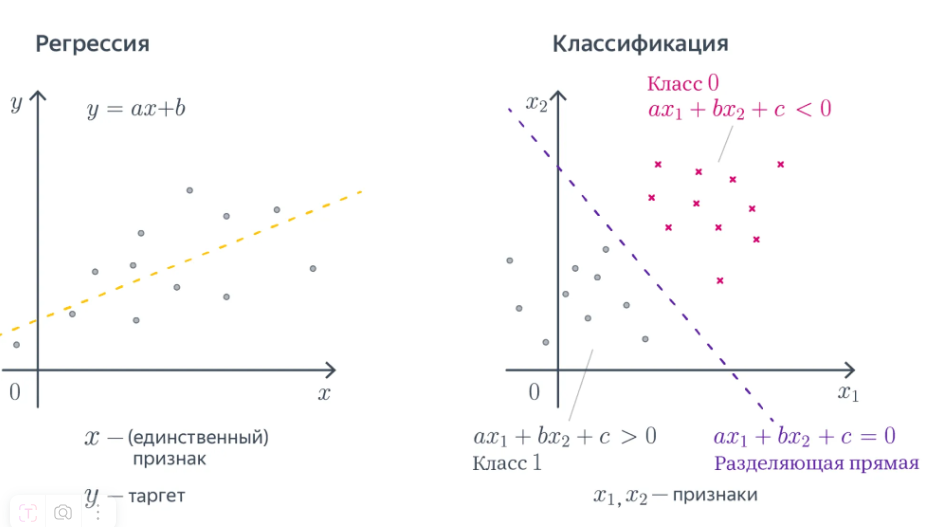 Регрессия
y
y = ax+b
0
x
x — (единственный)
признак
y — таргет
Классификация
Класс 0
ax₁ + bx₂ + c < 0
x₂
0
x₁
ax₁ + bx₂ + c > 0
Класс 1
ax₁ + bx₂ + c = 0
Разделяющая прямая
x₁, x₂ — признаки